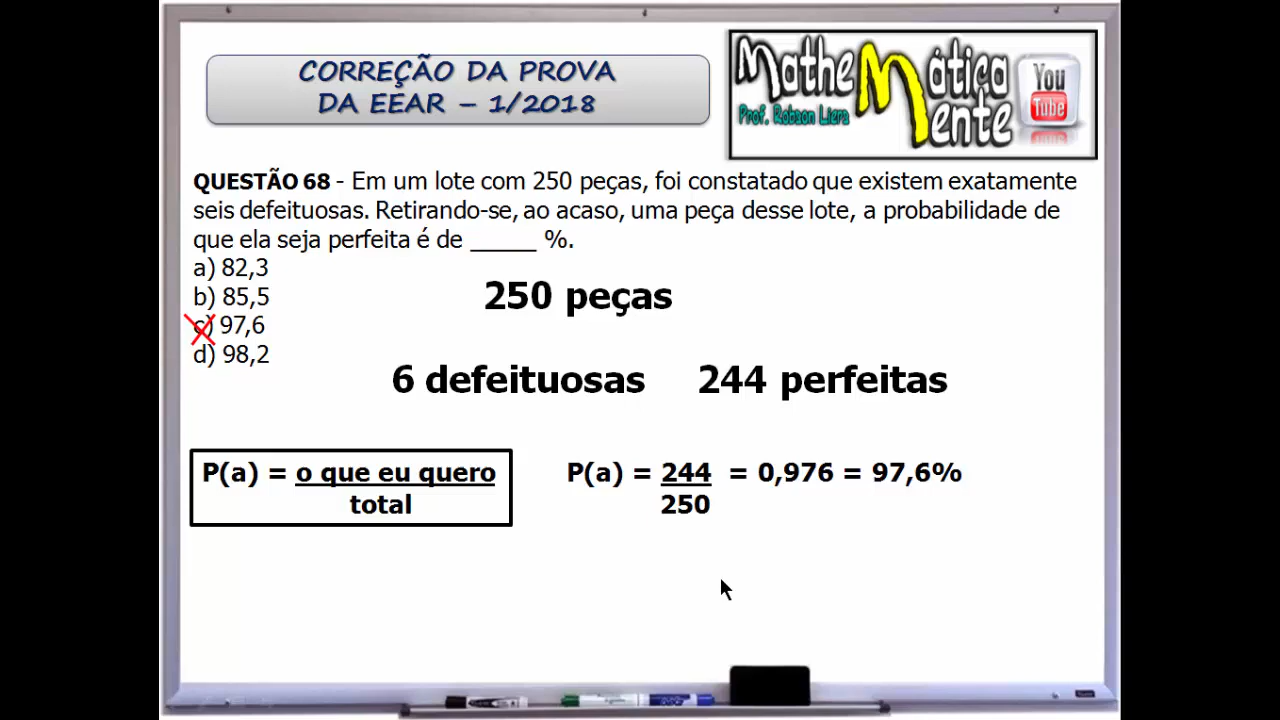 CORREÇÃO DA PROVA
DA EEAR – 1/2018
MatheMática
Mente
Prof. Robson Liera
You
Tube
QUESTÃO 68 - Em um lote com 250 peças, foi constatado que existem exatamente
seis defeituosas. Retirando-se, ao acaso, uma peça desse lote, a probabilidade de
que ela seja perfeita é de _____ %.
a) 82,3
b) 85,5
c) 97,6
d) 98,2
250 peças
6 defeituosas 244 perfeitas
P(a) = o que eu quero
total
P(a) = 244 = 0,976 = 97,6%
250